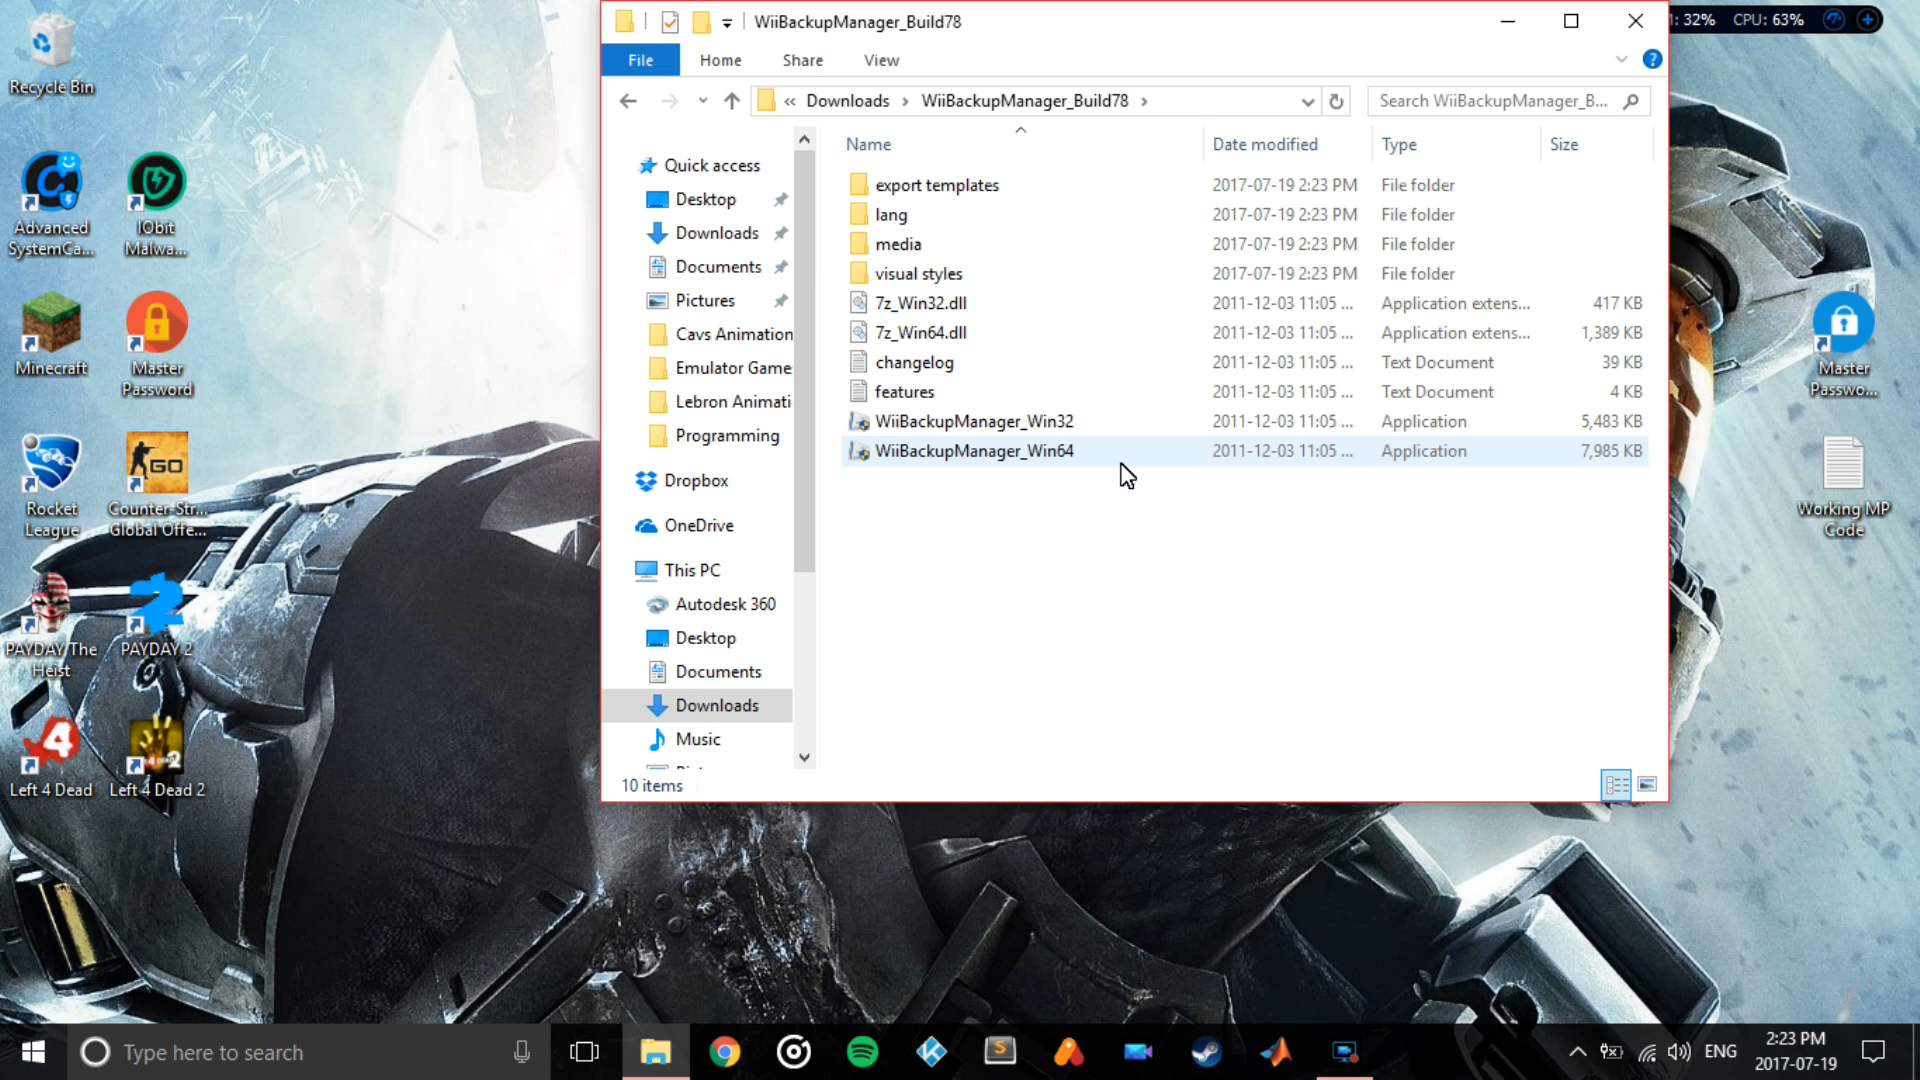 Recycle Bin
Advanced
SystemCa...
IObit
Malwa...
Minecraft
Master
Password
Rocket
League
Counter-Str...
Global Offe...
PAYDAY The
Heist
PAYDAY 2
Left 4 Dead
Left 4 Dead 2
WiiBackupManager_Build78
File
Home
Share
View
« Downloads > WiiBackupManager_Build78 >
Search WiiBackupManager_B...
Quick access
Desktop
Downloads
Documents
Pictures
Cavs Animation
Emulator Game
Lebron Animati
Programming
Dropbox
OneDrive
This PC
Autodesk 360
Desktop
Documents
Downloads
Music
Name Date modified Type Size
export templates 2017-07-19 2:23 PM File folder
lang 2017-07-19 2:23 PM File folder
media 2017-07-19 2:23 PM File folder
visual styles 2017-07-19 2:23 PM File folder
7z_Win32.dll 2011-12-03 11:05 ... Application extens... 417 KB
7z_Win64.dll 2011-12-03 11:05 ... Application extens... 1,389 KB
changelog 2011-12-03 11:05 ... Text Document 39 KB
features 2011-12-03 11:05 ... Text Document 4 KB
WiiBackupManager_Win32 2011-12-03 11:05 ... Application 5,483 KB
WiiBackupManager_Win64 2011-12-03 11:05 ... Application 7,985 KB
10 items
: 32% CPU: 63%
Master
Passwo...
Working MP
Code
Type here to search
ENG
2:23 PM
2017-07-19